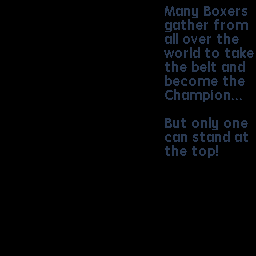 Many Boxers
gather from
all over the
world to take
the belt and
become the
Champion...
But only one
can stand at
the top!